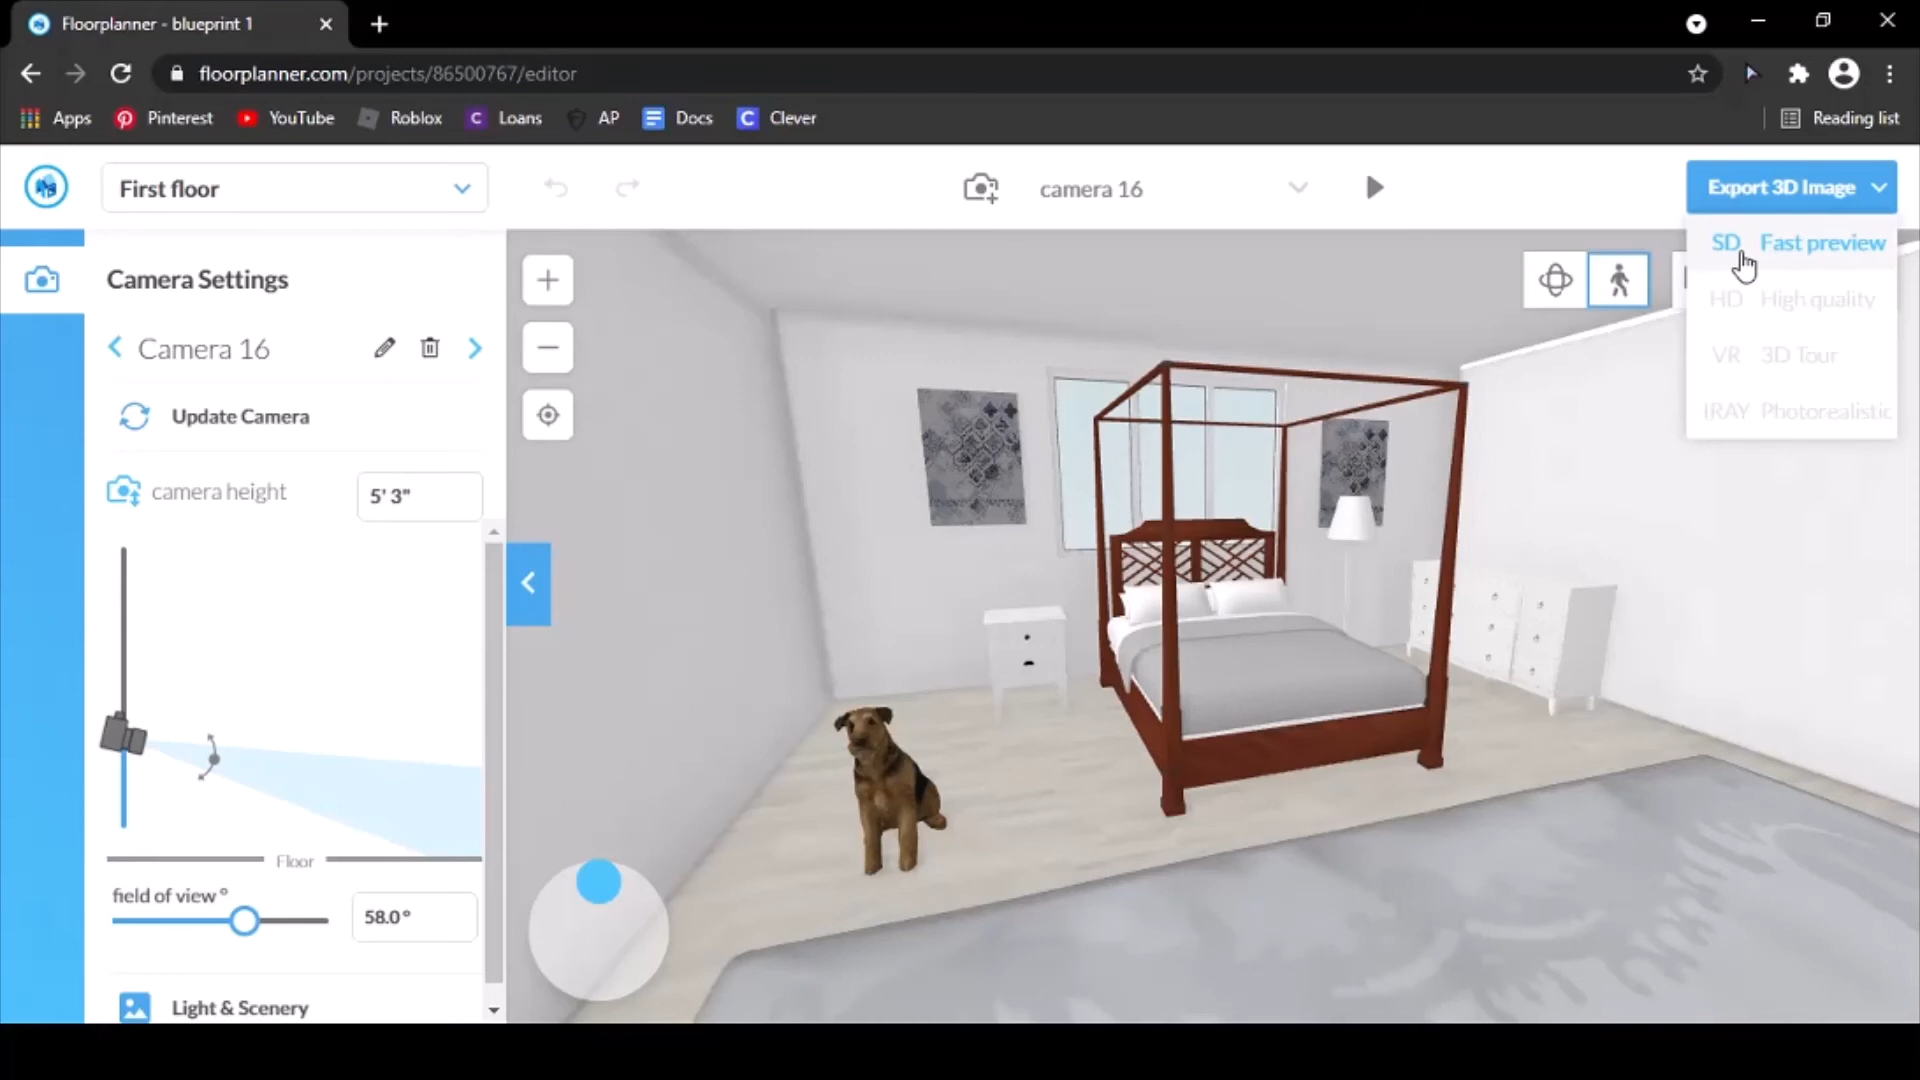 Floorplanner - blueprint 1
floorplanner.com/projects/86500767/editor
Apps Pinterest YouTube Roblox C Loans AP Docs C Clever Reading list
First floor camera 16 Export 3D Image
SD Fast preview
HD High quality
VR 3D Tour
IRAY Photorealistic
Camera Settings
Camera 16
Update Camera
camera height 5' 3"
Floor
field of view °
58.0°
Light & Scenery